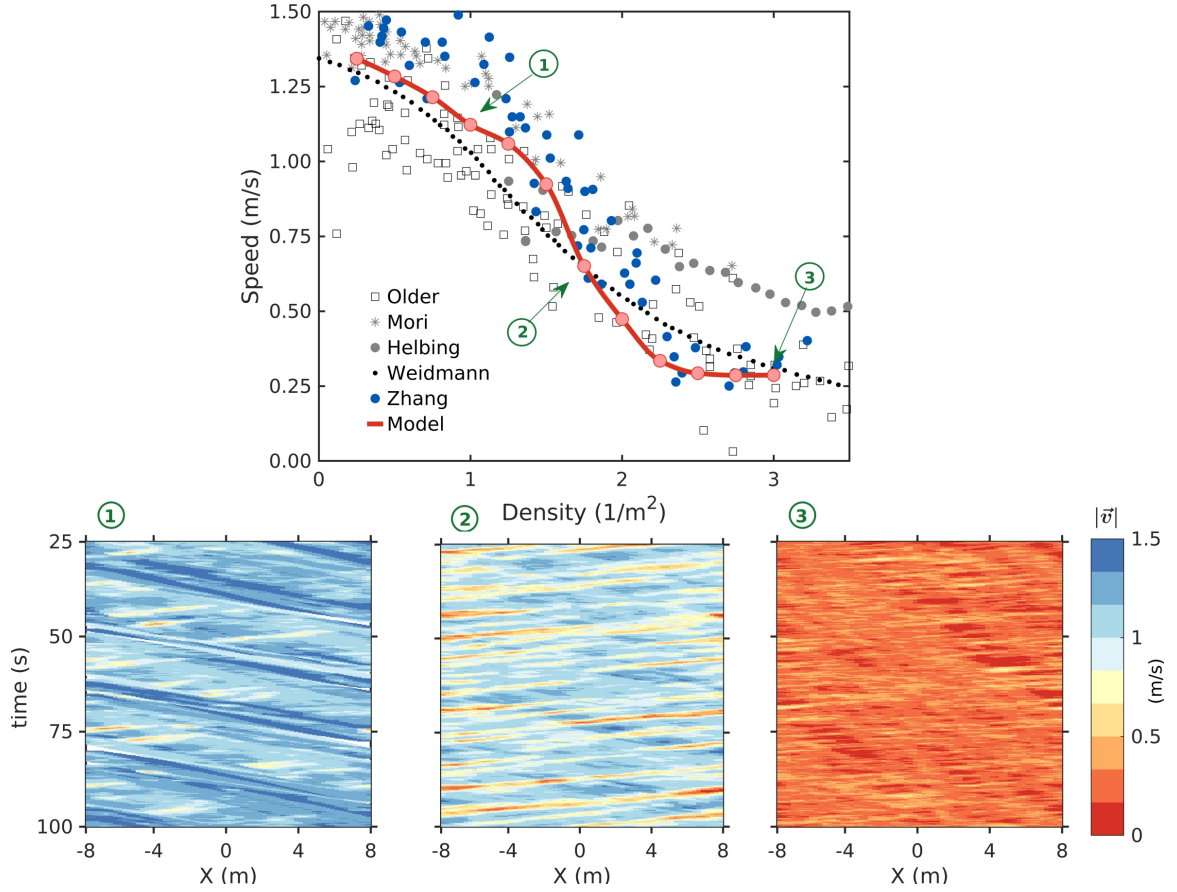 1.50
1.25
1.00
0.75
0.50
0.25
0.00
Speed (m/s)
1
2
3
Older
Mori
Helbing
Weidmann
Zhang
Model
0 1 2 3
Density (1/m²)
1
2
3
25
50
75
100
time (s)
-8 -4 0 4 8
X (m)
-8 -4 0 4 8
X (m)
-8 -4 0 4 8
X (m)
|v⃗|
1.5
1
0.5
0
(m/s)